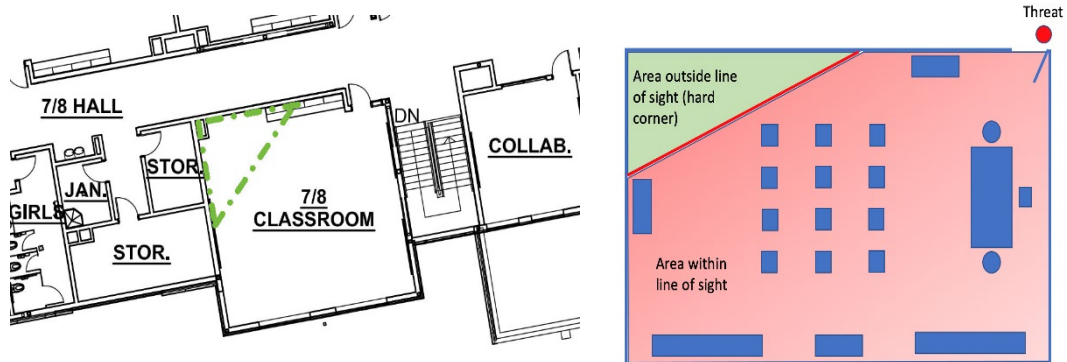 7/8 HALL
STOR.
JAN.
GIRLS
STOR.
7/8
CLASSROOM
DN
COLLAB.
Threat
Area outside line
of sight (hard
corner)
Area within
line of sight